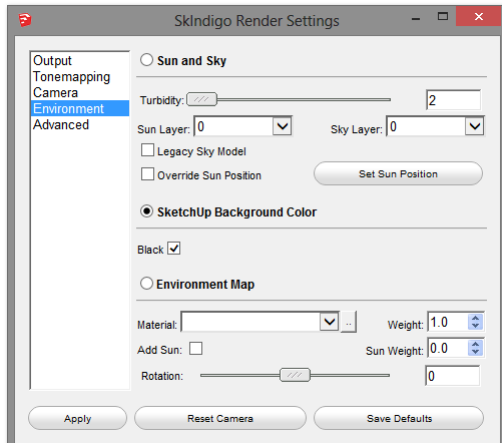 SkIndigo Render Settings
Output
Tonemapping
Camera
Environment
Advanced
Sun and Sky
Turbidity: 2
Sun Layer: 0 Sky Layer: 0
Legacy Sky Model
Override Sun Position Set Sun Position
SketchUp Background Color
Black
Environment Map
Material: .. Weight: 1.0
Add Sun: Sun Weight: 0.0
Rotation: 0
Apply Reset Camera Save Defaults